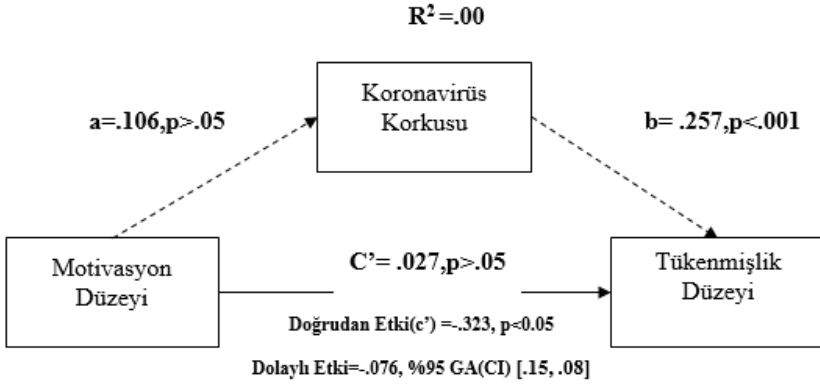 R² =.00
Koronavirüs
Korkusu
a=.106,p>.05
b= .257,p<.001
Motivasyon
Düzeyi
C’= .027,p>.05
Tükenmişlik
Düzeyi
Doğrudan Etki(c’) =-.323, p<0.05
Dolaylı Etki=-.076, %95 GA(CI) [.15, .08]